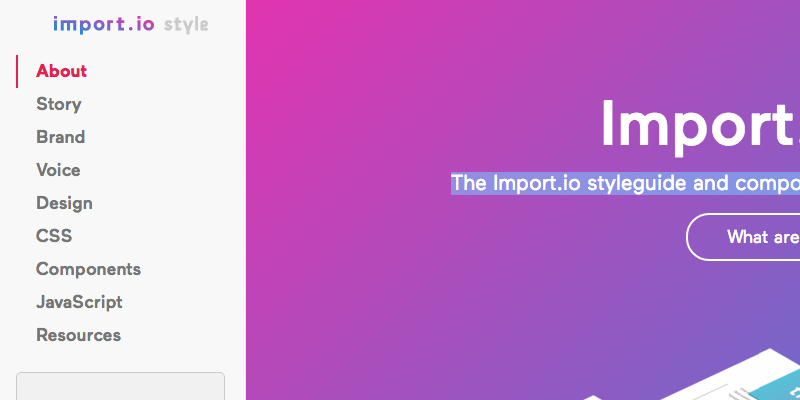 import.io style
About
Story
Brand
Voice
Design
CSS
Components
JavaScript
Resources
Import.
The Import.io styleguide and compo
What are